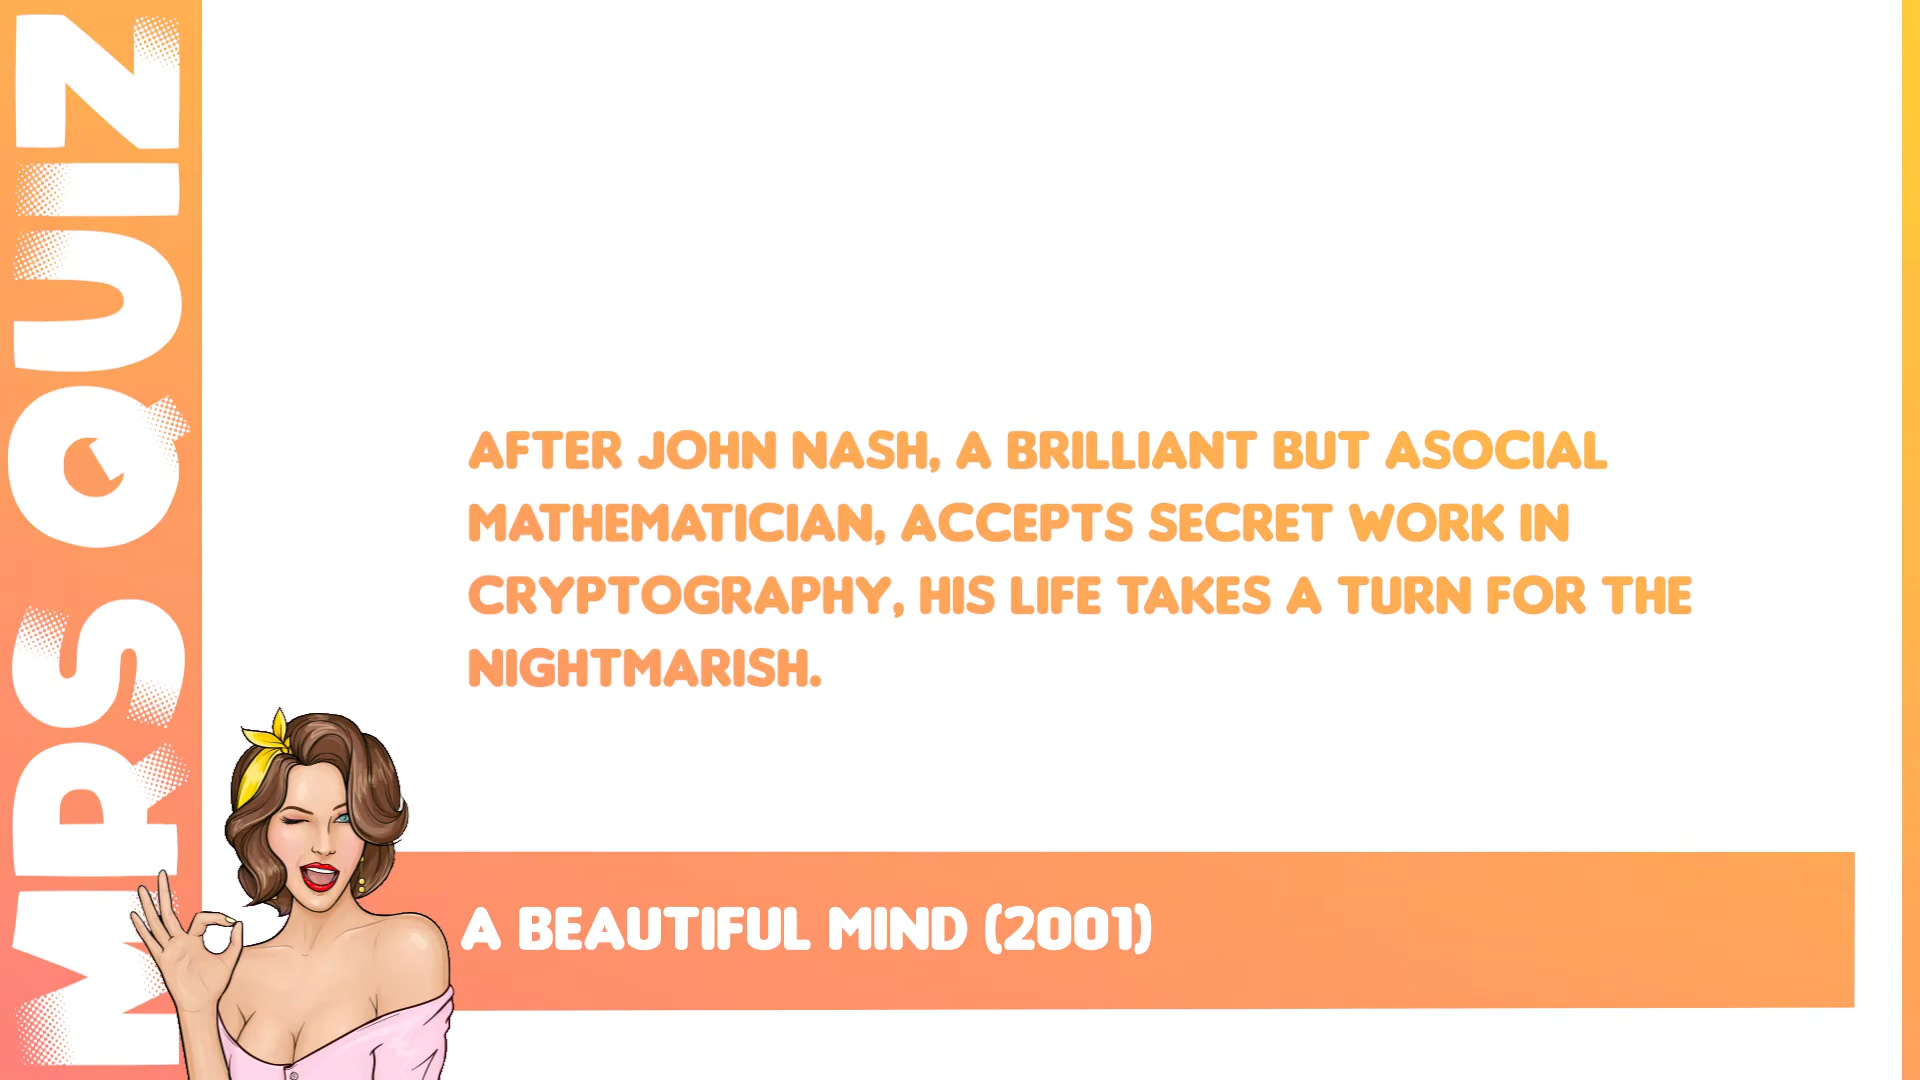 MRS QUIZ
AFTER JOHN NASH, A BRILLIANT BUT ASOCIAL
MATHEMATICIAN, ACCEPTS SECRET WORK IN
CRYPTOGRAPHY, HIS LIFE TAKES A TURN FOR THE
NIGHTMARISH.
A BEAUTIFUL MIND (2001)